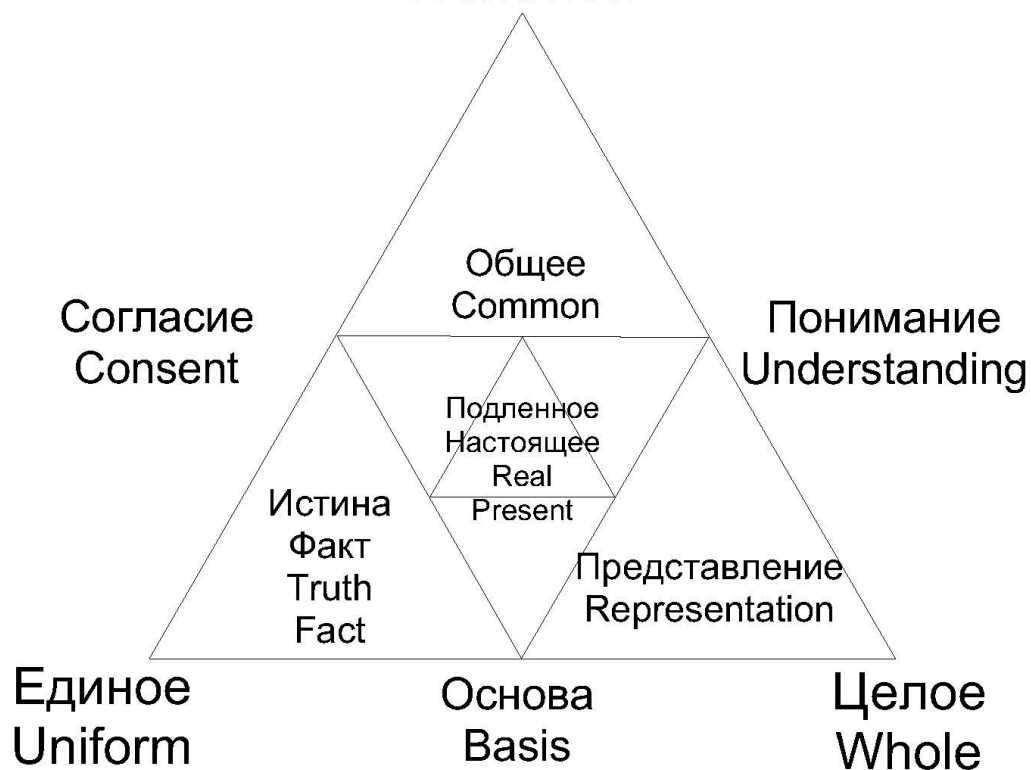 Общее
Common
Согласие
Consent
Понимание
Understanding
Подленное
Настоящее
Real
Present
Истина
Факт
Truth
Fact
Представление
Representation
Единое
Uniform
Основа
Basis
Целое
Whole